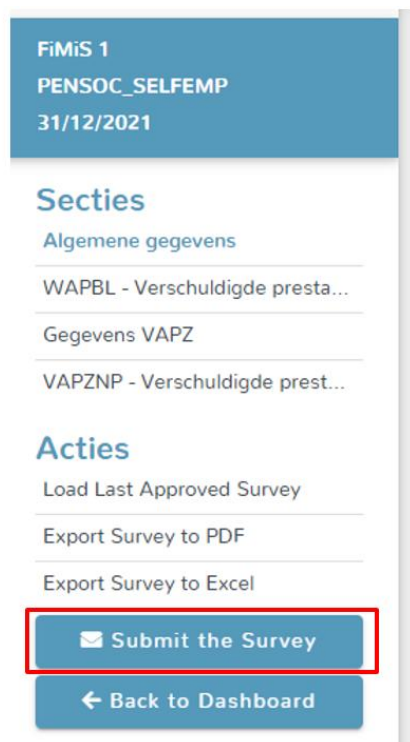 FiMiS 1
PENSOC_SELFEMP
31/12/2021
Secties
Algemene gegevens
WAPBL - Verschuldigde presta...
Gegevens VAPZ
VAPZNP - Verschuldigde prest...
Acties
Load Last Approved Survey
Export Survey to PDF
Export Survey to Excel
Submit the Survey
Back to Dashboard